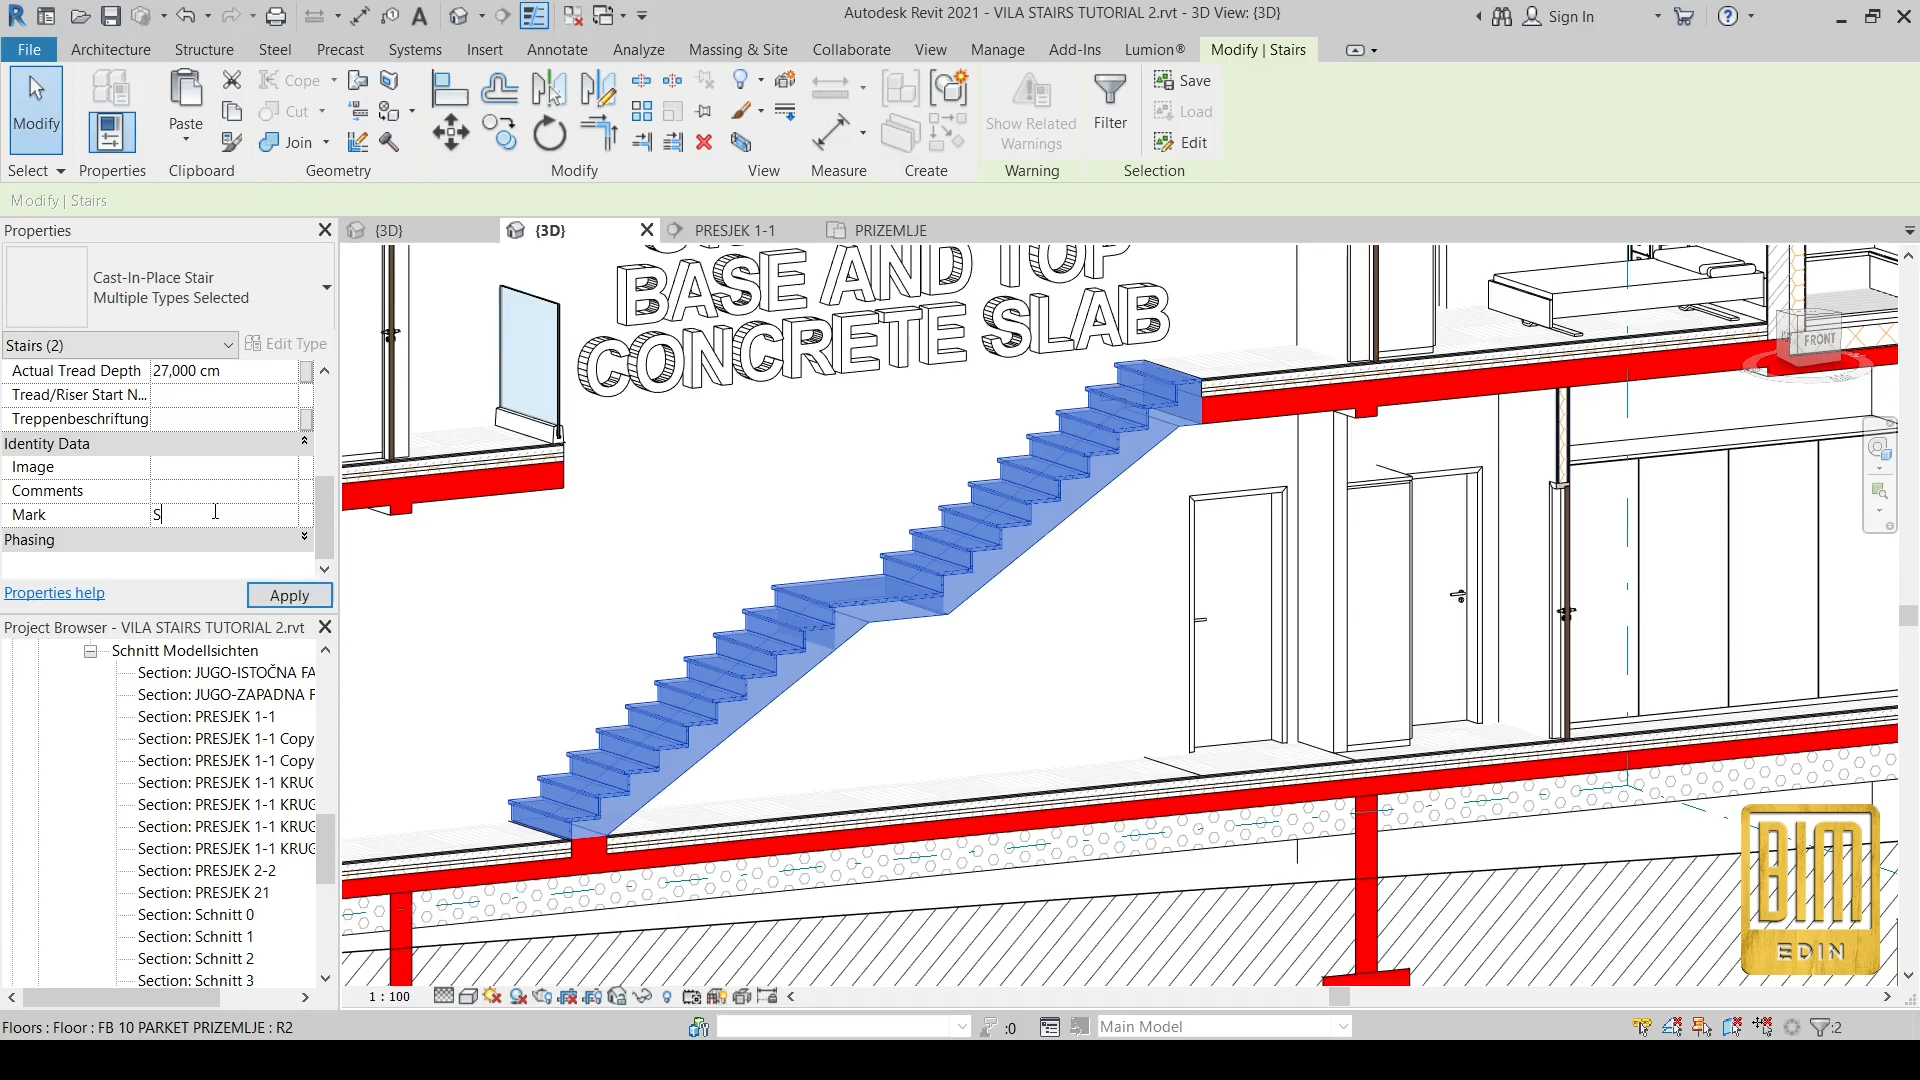 Autodesk Revit 2021 - VILA STAIRS TUTORIAL 2.rvt - 3D View: {3D}
Sign In
File Architecture Structure Steel Precast Systems Insert Annotate Analyze Massing & Site Collaborate View Manage Add-Ins Lumion® Modify | Stairs
Modify
Paste
Cope
Cut
Join
Show Related
Warnings
Filter
Save
Load
Edit
Select Properties Clipboard Geometry Modify View Measure Create Warning Selection
Modify | Stairs
Properties
{3D}
{3D}
PRESJEK 1-1
PRIZEMLJE
Cast-In-Place Stair
Multiple Types Selected
Stairs (2)
Edit Type
Actual Tread Depth 27,000 cm
Tread/Riser Start N...
Treppenbeschriftung
Identity Data
Image
Comments
Mark S
Phasing
Properties help
Apply
Project Browser - VILA STAIRS TUTORIAL 2.rvt
Schnitt Modellsichten
Section: JUGO-ISTOČNA FA
Section: JUGO-ZAPADNA F
Section: PRESJEK 1-1
Section: PRESJEK 1-1 Copy
Section: PRESJEK 1-1 Copy
Section: PRESJEK 1-1 KRUG
Section: PRESJEK 1-1 KRUG
Section: PRESJEK 1-1 KRUG
Section: PRESJEK 1-1 KRUG
Section: PRESJEK 2-2
Section: PRESJEK 21
Section: Schnitt 0
Section: Schnitt 1
Section: Schnitt 2
Section: Schnitt 3
BASE AND TOP
CONCRETE SLAB
FRONT
BIM
EDIN
1 : 100
Floors : Floor : FB 10 PARKET PRIZEMLJE : R2
:0
Main Model
:2